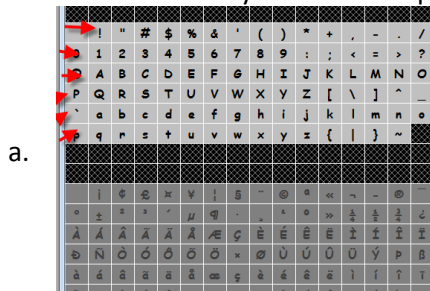 ! " # $ % & ' ( ) * + , - . /
0 1 2 3 4 5 6 7 8 9 : ; < = > ?
@ A B C D E F G H I J K L M N O
P Q R S T U V W X Y Z [ \ ] ^ _
` a b c d e f g h i j k l m n o
p q r s t u v w x y z { | } ~
a.
¡ ¢ £ ¤ ¥ ¦ § ¨ © ª « ¬ - ® ¯
° ± ² ³ ´ µ ¶ · ¸ ¹ º » ¼ ½ ¾ ¿
À Á Â Ã Ä Å Æ Ç È É Ê Ë Ì Í Î Ï
Ð Ñ Ò Ó Ô Õ Ö × Ø Ù Ú Û Ü Ý Þ ß
à á â ã ä å æ ç è é ê ë ì í î ï